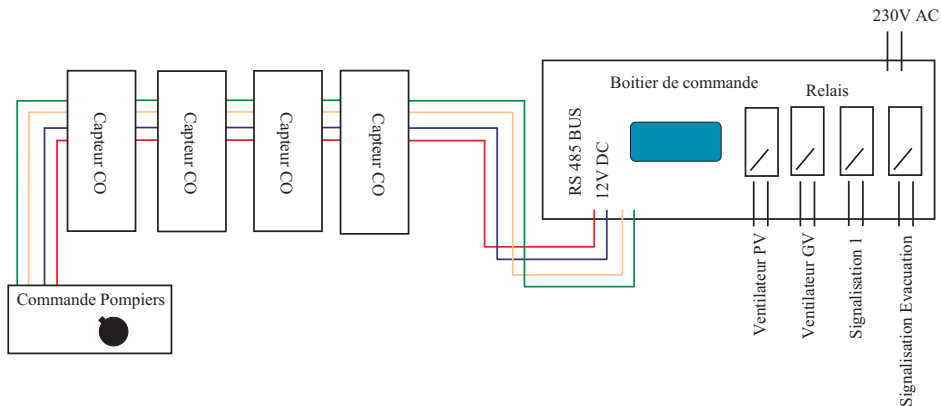 230V AC
Boitier de commande
Relais
RS 485 BUS
12V DC
Capteur CO
Capteur CO
Capteur CO
Capteur CO
Commande Pompiers
Ventilateur PV
Ventilateur GV
Signalisation 1
Signalisation Evacuation